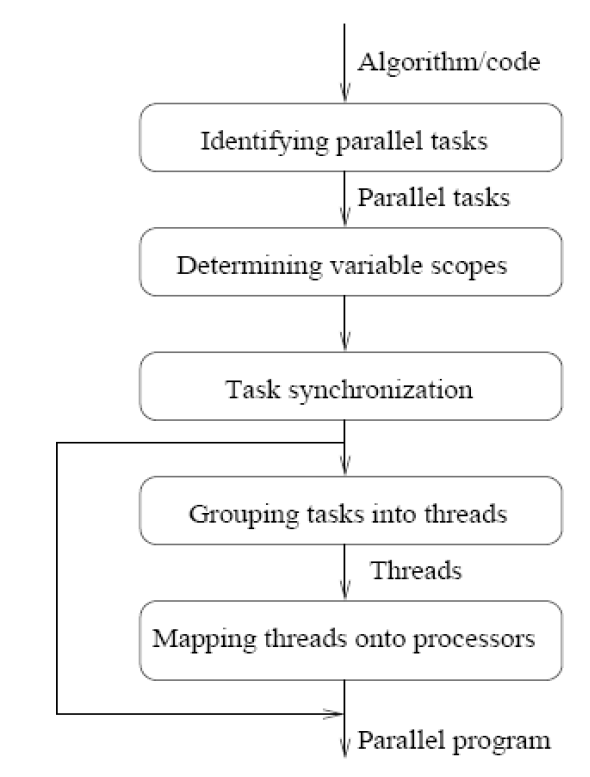 Algorithm/code
Identifying parallel tasks
Parallel tasks
Determining variable scopes
Task synchronization
Grouping tasks into threads
Threads
Mapping threads onto processors
Parallel program